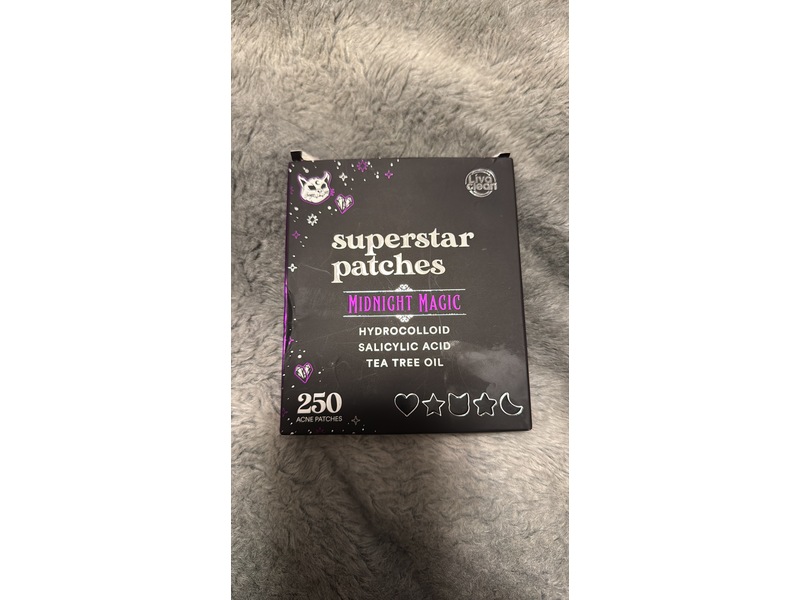 Liva
clean
superstar
patches
MIDNIGHT MAGIC
HYDROCOLLOID
SALICYLIC ACID
TEA TREE OIL
250
ACNE PATCHES